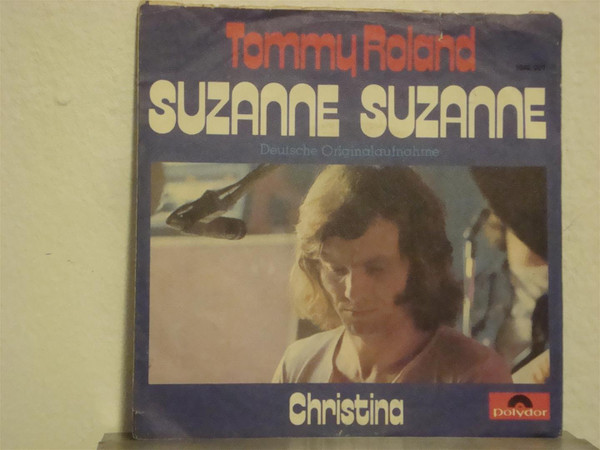 Tommy Roland
SUZANNE SUZANNE
Deutsche Originalaufnahme
Christina
polydor